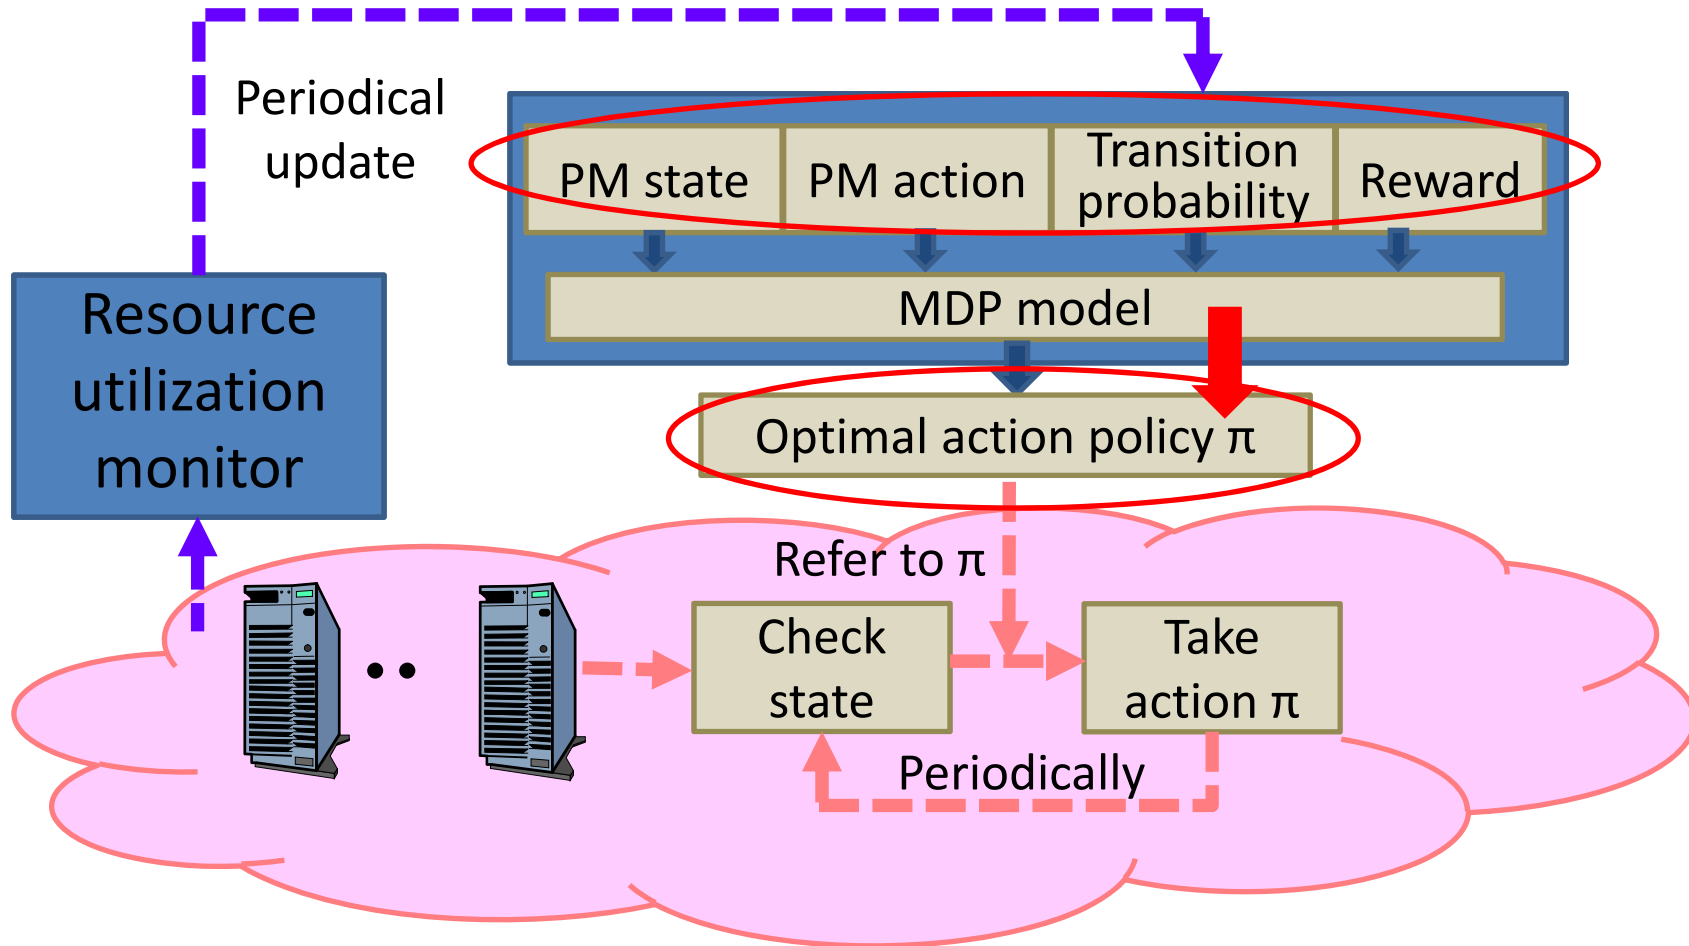 Periodical
update
PM state
PM action
Transition
probability
Reward
MDP model
Resource
utilization
monitor
Optimal action policy π
Refer to π
Check
state
Take
action π
Periodically